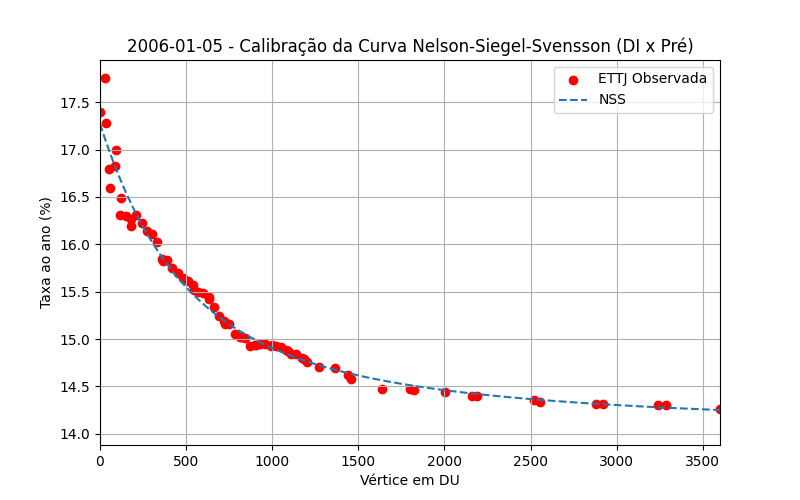 2006-01-05 - Calibração da Curva Nelson-Siegel-Svensson (DI x Pré)
ETTJ Observada
NSS
Taxa ao ano (%)
17.5
17.0
16.5
16.0
15.5
15.0
14.5
14.0
0 500 1000 1500 2000 2500 3000 3500
Vértice em DU